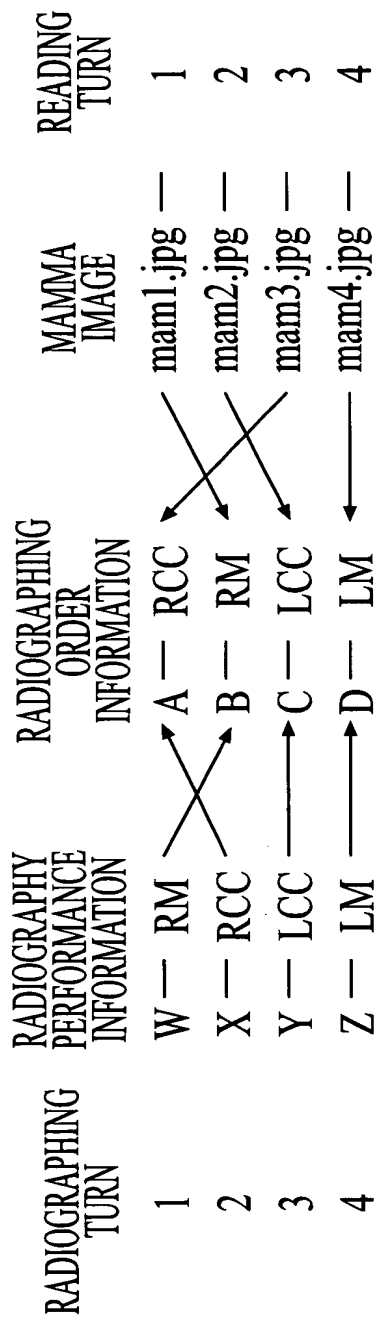 RADIOGRAPHING TURN
RADIOGRAPHY PERFORMANCE INFORMATION
RADIOGRAPHING ORDER INFORMATION
MAMMA IMAGE
READING TURN
1 W — RM A — RCC mam1.jpg — 1
2 X — RCC B — RM mam2.jpg — 2
3 Y — LCC C — LCC mam3.jpg — 3
4 Z — LM D — LM mam4.jpg — 4